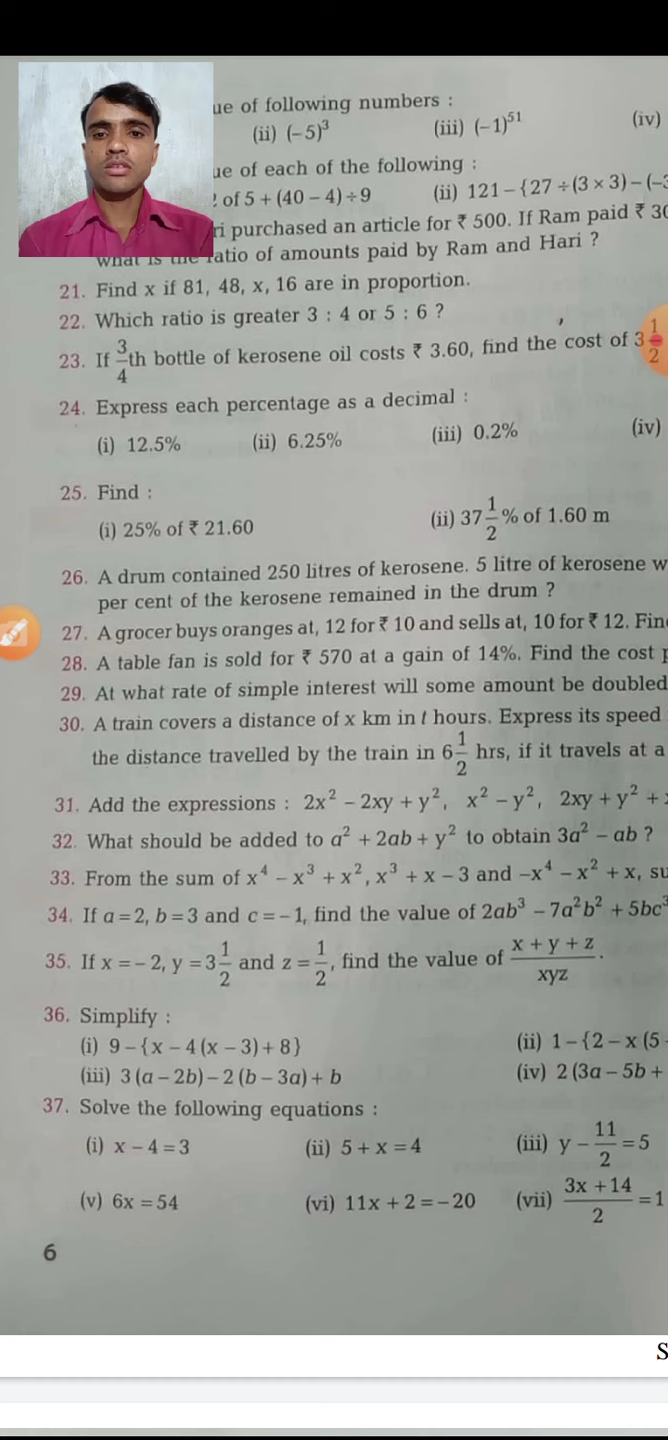 ue of following numbers :
(ii) (−5)³ (iii) (−1)⁵¹ (iv)
ue of each of the following :
of 5 + (40 − 4) ÷ 9 (ii) 121 − {27 ÷ (3 × 3) − (−3
ri purchased an article for ₹ 500. If Ram paid ₹ 30
what is the ratio of amounts paid by Ram and Hari ?
21. Find x if 81, 48, x, 16 are in proportion.
22. Which ratio is greater 3 : 4 or 5 : 6 ?
23. If 3/4 th bottle of kerosene oil costs ₹ 3.60, find the cost of 3 1/2
24. Express each percentage as a decimal :
(i) 12.5% (ii) 6.25% (iii) 0.2% (iv)
25. Find :
(i) 25% of ₹ 21.60 (ii) 37 1/2 % of 1.60 m
26. A drum contained 250 litres of kerosene. 5 litre of kerosene w
per cent of the kerosene remained in the drum ?
27. A grocer buys oranges at, 12 for ₹ 10 and sells at, 10 for ₹ 12. Fin
28. A table fan is sold for ₹ 570 at a gain of 14%. Find the cost p
29. At what rate of simple interest will some amount be doubled
30. A train covers a distance of x km in t hours. Express its speed
the distance travelled by the train in 6 1/2 hrs, if it travels at a
31. Add the expressions : 2x² − 2xy + y², x² − y², 2xy + y² +
32. What should be added to a² + 2ab + y² to obtain 3a² − ab ?
33. From the sum of x⁴ − x³ + x², x³ + x − 3 and −x⁴ − x² + x, su
34. If a = 2, b = 3 and c = − 1, find the value of 2ab³ − 7a²b² + 5bc³
35. If x = − 2, y = 3 1/2 and z = 1/2, find the value of (x + y + z)/xyz .
36. Simplify :
(i) 9 − {x − 4 (x − 3) + 8} (ii) 1 − {2 − x (5
(iii) 3 (a − 2b) − 2 (b − 3a) + b (iv) 2 (3a − 5b +
37. Solve the following equations :
(i) x − 4 = 3 (ii) 5 + x = 4 (iii) y − 11/2 = 5
(v) 6x = 54 (vi) 11x + 2 = − 20 (vii) (3x + 14)/2 = 1
6
S